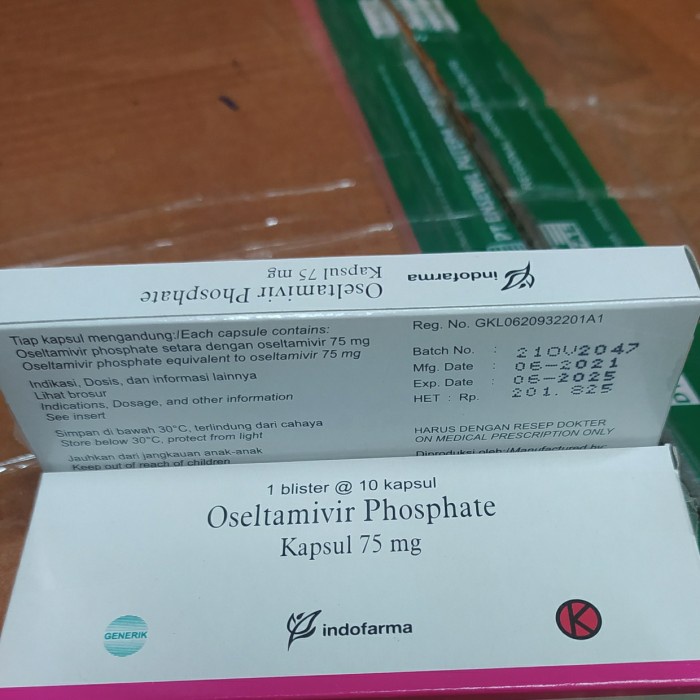 indofarma
Oseltamivir Phosphate
Kapsul 75 mg
Tiap kapsul mengandung:/Each capsule contains:
Oseltamivir phosphate setara dengan oseltamivir 75 mg
Oseltamivir phosphate equivalent to oseltamivir 75 mg
Indikasi, Dosis, dan informasi lainnya
Lihat brosur
Indications, Dosage, and other information
See insert
Simpan di bawah 30°C, terlindung dari cahaya
Store below 30°C, protect from light
Jauhkan dari jangkauan anak-anak
Keep out of reach of children
Reg. No. GKL0620932201A1
Batch No. : 210V2047
Mfg. Date : 06-2021
Exp. Date : 06-2025
HET : Rp. 201. 825
HARUS DENGAN RESEP DOKTER
ON MEDICAL PRESCRIPTION ONLY
Diproduksi oleh:/Manufactured by:
1 blister @ 10 kapsul
Oseltamivir Phosphate
Kapsul 75 mg
GENERIK
indofarma
K